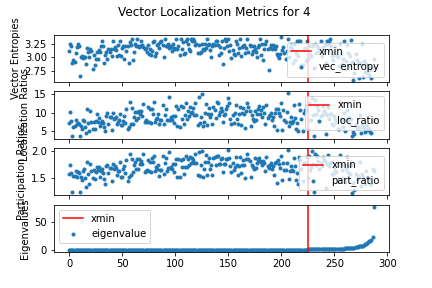 Vector Localization Metrics for 4
Vector Entropies
3.25
3.00
2.75
xmin
vec_entropy
Localization Ratios
15
10
5
xmin
loc_ratio
Participation Ratios
2.0
1.5
xmin
part_ratio
Eigenvalues
50
0
xmin
eigenvalue
0
50
100
150
200
250
300